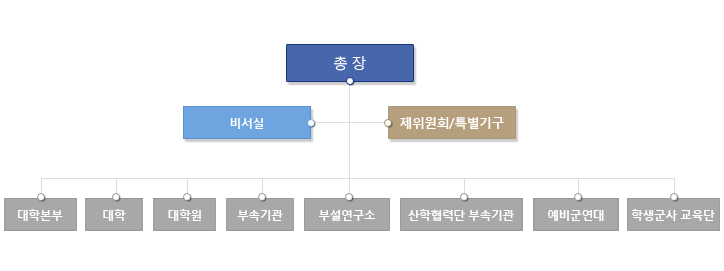 총 장
비서실
제위원회/특별기구
대학본부
대학
대학원
부속기관
부설연구소
산학협력단 부속기관
예비군연대
학생군사 교육단